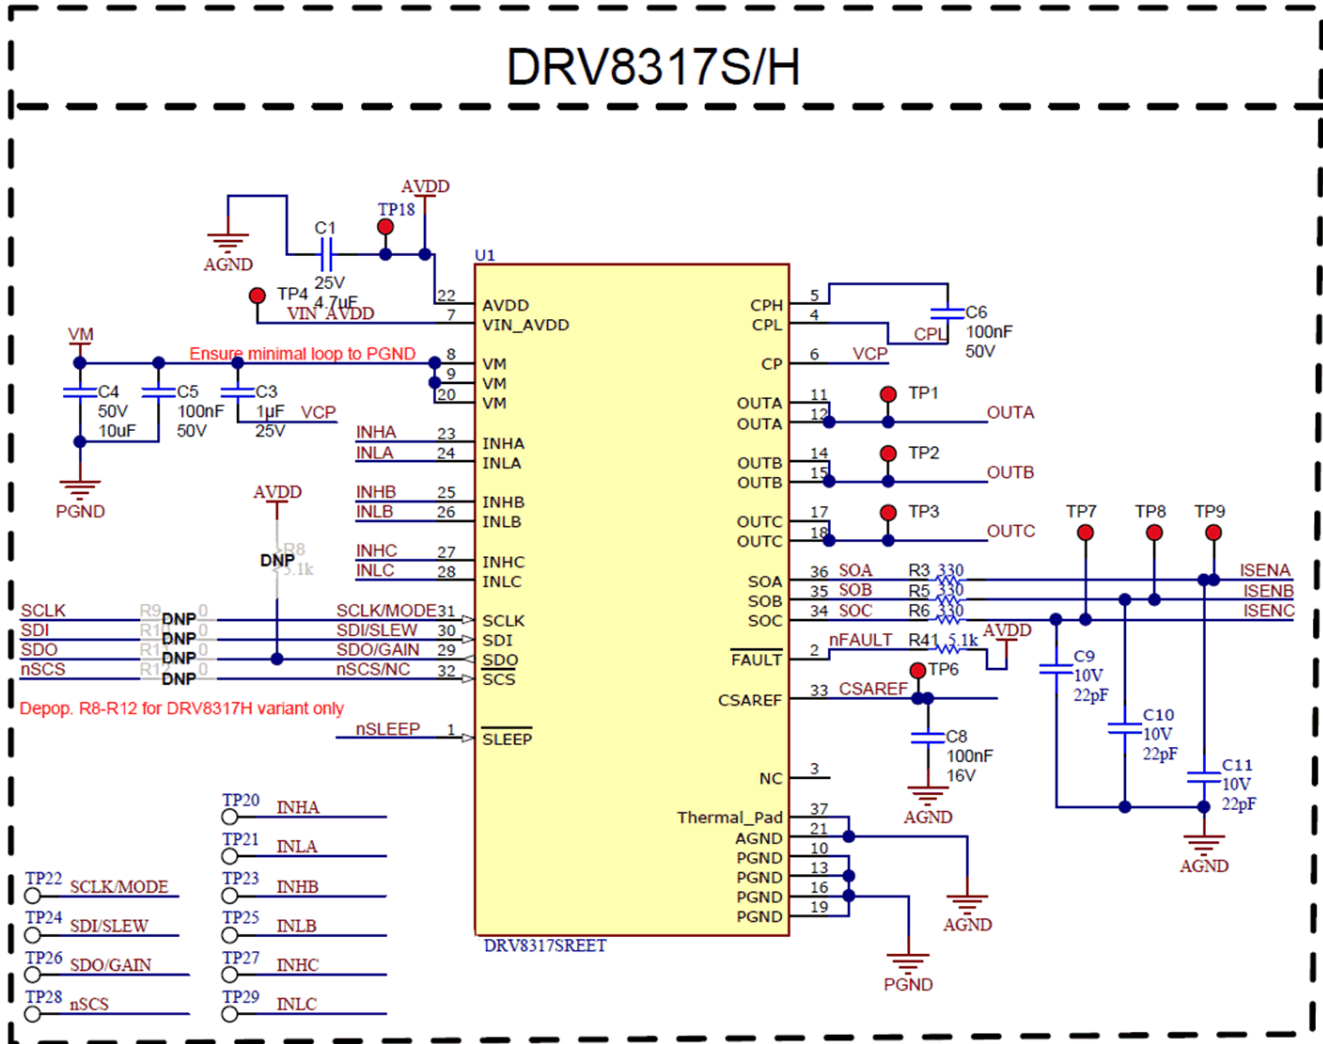 DRV8317S/H
AVDD
TP18
C1
AGND
25V
4.7µF
TP4
VIN_AVDD
U1
22
AVDD
7
VIN_AVDD
VM
Ensure minimal loop to PGND
8
VM
9
VM
20
VM
C4
50V
10uF
C5
100nF
50V
C3
1µF
25V
VCP
PGND
INHA
23
INHA
INLA
24
INLA
INHB
25
INHB
INLB
26
INLB
INHC
27
INHC
INLC
28
INLC
AVDD
R8
DNP
5.1k
SCLK
R9
DNP
0
SCLK/MODE
31
SCLK
SDI
DNP
0
SDI/SLEW
30
SDI
SDO
DNP
0
SDO/GAIN
29
SDO
nSCS
DNP
0
nSCS/NC
32
SCS
Depop. R8-R12 for DRV8317H variant only
nSLEEP
1
SLEEP
CPH
5
CPL
4
CPL
C6
100nF
50V
CP
6
VCP
OUTA
11
OUTA
12
TP1
OUTA
OUTB
14
OUTB
15
TP2
OUTB
OUTC
17
OUTC
18
TP3
OUTC
TP7
TP8
TP9
SOA
36
SOA
R3
330
ISENA
SOB
35
SOB
R5
330
ISENB
SOC
34
SOC
R6
330
ISENC
FAULT
2
nFAULT
R41
5.1k
AVDD
TP6
CSAREF
33
CSAREF
C8
100nF
16V
AGND
C9
10V
22pF
C10
10V
22pF
C11
10V
22pF
AGND
NC
3
Thermal_Pad
37
AGND
21
PGND
10
PGND
13
PGND
16
PGND
19
AGND
PGND
DRV8317SREET
TP20
INHA
TP21
INLA
TP22
SCLK/MODE
TP23
INHB
TP24
SDI/SLEW
TP25
INLB
TP26
SDO/GAIN
TP27
INHC
TP28
nSCS
TP29
INLC